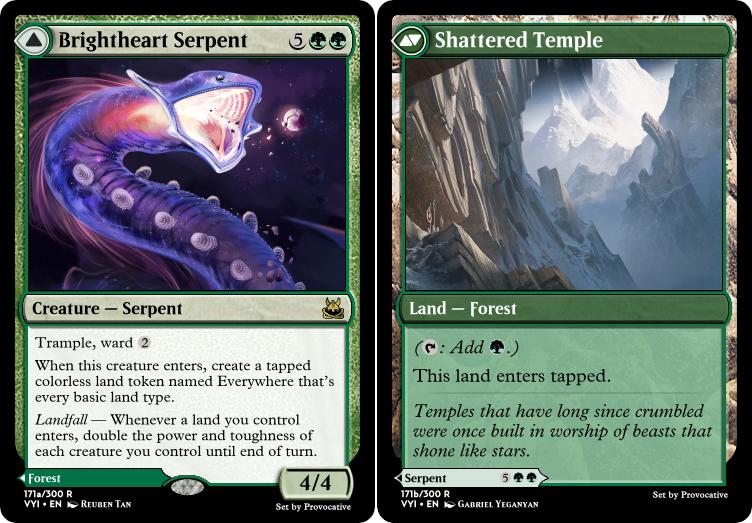 Brightheart Serpent 5
Creature — Serpent
Trample, ward 2
When this creature enters, create a tapped
colorless land token named Everywhere that's
every basic land type.
Landfall — Whenever a land you control
enters, double the power and toughness of
each creature you control until end of turn.
Forest
4/4
171a/300 R
VYI • EN Reuben Tan
Set by Provocative
Shattered Temple
Land — Forest
( : Add .)
This land enters tapped.
Temples that have long since crumbled
were once built in worship of beasts that
shone like stars.
Serpent 5
171b/300 R
VYI • EN Gabriel Yeganyan
Set by Provocative